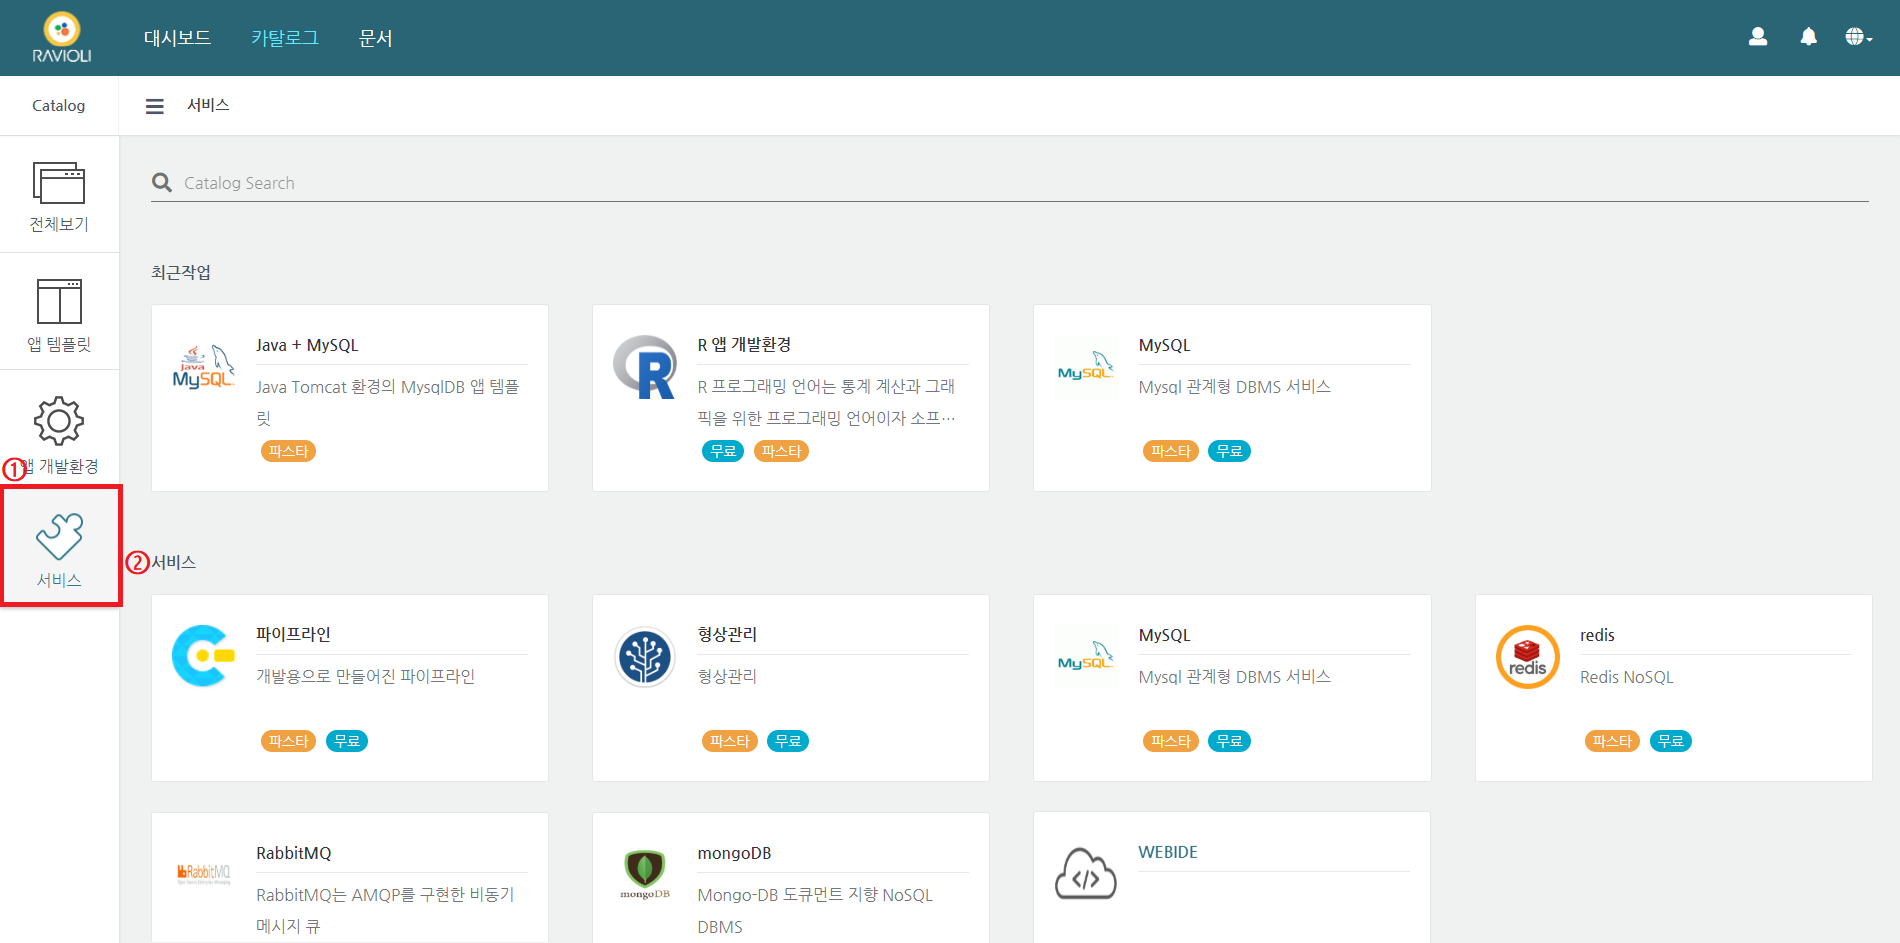 RAVIOLI
대시보드
카탈로그
문서
Catalog
서비스
Catalog Search
전체보기
앱 템플릿
앱 개발환경
①
서비스
최근작업
Java + MySQL
Java Tomcat 환경의 MysqlDB 앱 템플
릿
파스타
Java
MySQL
R 앱 개발환경
R 프로그래밍 언어는 통계 계산과 그래
픽을 위한 프로그래밍 언어이자 소프…
무료
파스타
R
MySQL
Mysql 관계형 DBMS 서비스
파스타
무료
MySQL
②서비스
파이프라인
개발용으로 만들어진 파이프라인
파스타
무료
형상관리
형상관리
파스타
무료
MySQL
MySQL
Mysql 관계형 DBMS 서비스
파스타
무료
redis
redis
Redis NoSQL
파스타
무료
RabbitMQ
RabbitMQ
RabbitMQ는 AMQP를 구현한 비동기
메시지 큐
mongoDB
mongoDB
Mongo-DB 도큐먼트 지향 NoSQL
DBMS
WEBIDE